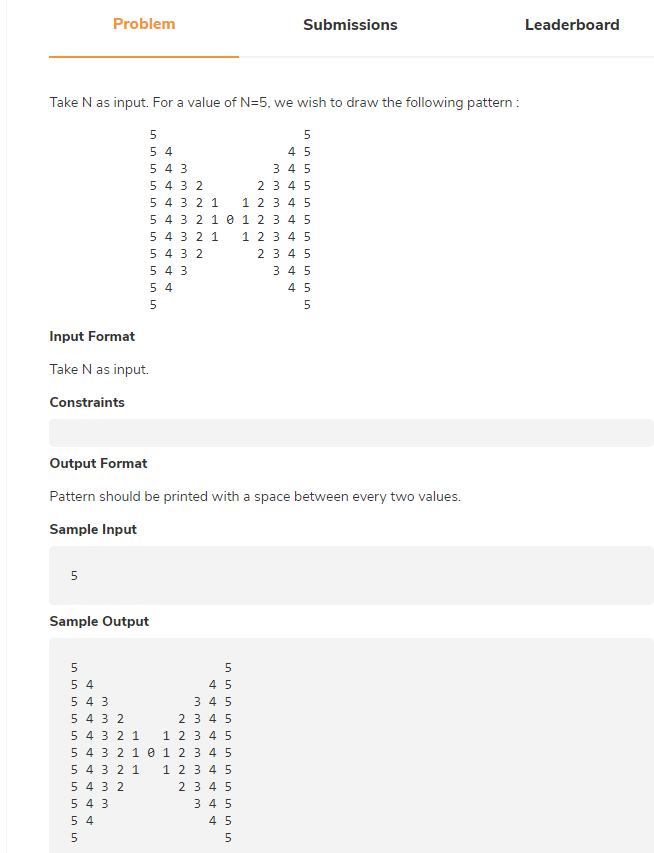 Problem Submissions Leaderboard
Take N as input. For a value of N=5, we wish to draw the following pattern :
5                   5
5 4               4 5
5 4 3           3 4 5
5 4 3 2       2 3 4 5
5 4 3 2 1   1 2 3 4 5
5 4 3 2 1 0 1 2 3 4 5
5 4 3 2 1   1 2 3 4 5
5 4 3 2       2 3 4 5
5 4 3           3 4 5
5 4               4 5
5                   5
Input Format
Take N as input.
Constraints
Output Format
Pattern should be printed with a space between every two values.
Sample Input
5
Sample Output
5                   5
5 4               4 5
5 4 3           3 4 5
5 4 3 2       2 3 4 5
5 4 3 2 1   1 2 3 4 5
5 4 3 2 1 0 1 2 3 4 5
5 4 3 2 1   1 2 3 4 5
5 4 3 2       2 3 4 5
5 4 3           3 4 5
5 4               4 5
5                   5